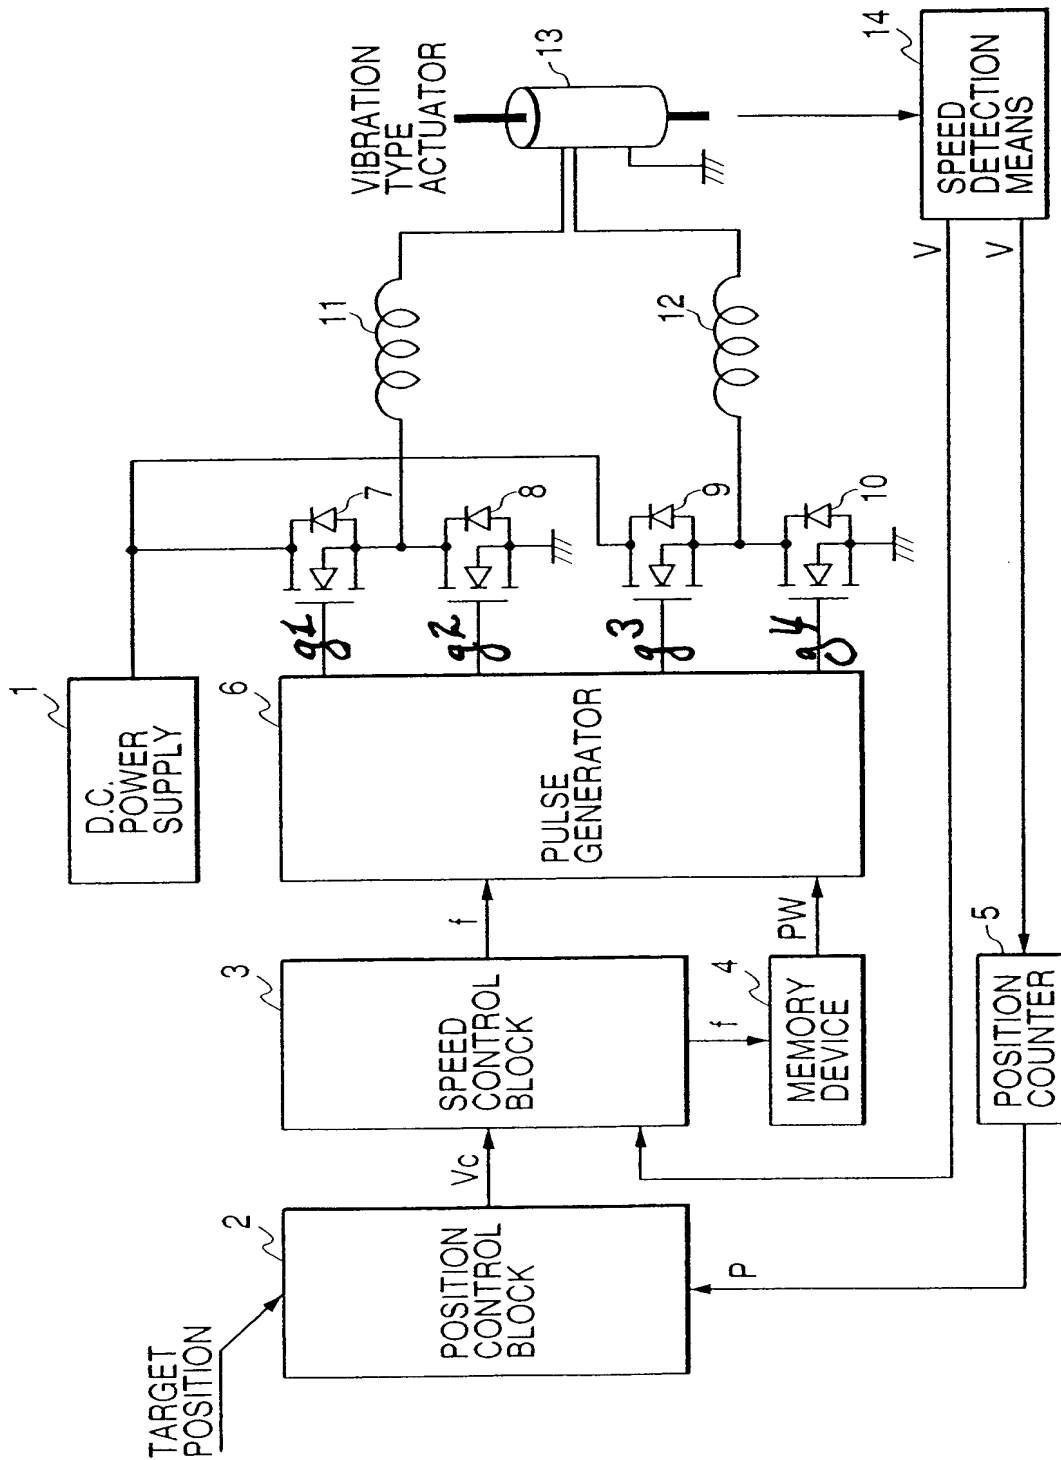 TARGET
POSITION
2
POSITION
CONTROL
BLOCK
Vc
P
3
SPEED
CONTROL
BLOCK
f
f
4
MEMORY
DEVICE
PW
5
POSITION
COUNTER
1
D.C.
POWER
SUPPLY
6
PULSE
GENERATOR
g1
g2
g3
g4
7
8
9
10
11
12
VIBRATION
TYPE
ACTUATOR
13
14
SPEED
DETECTION
MEANS
V
V